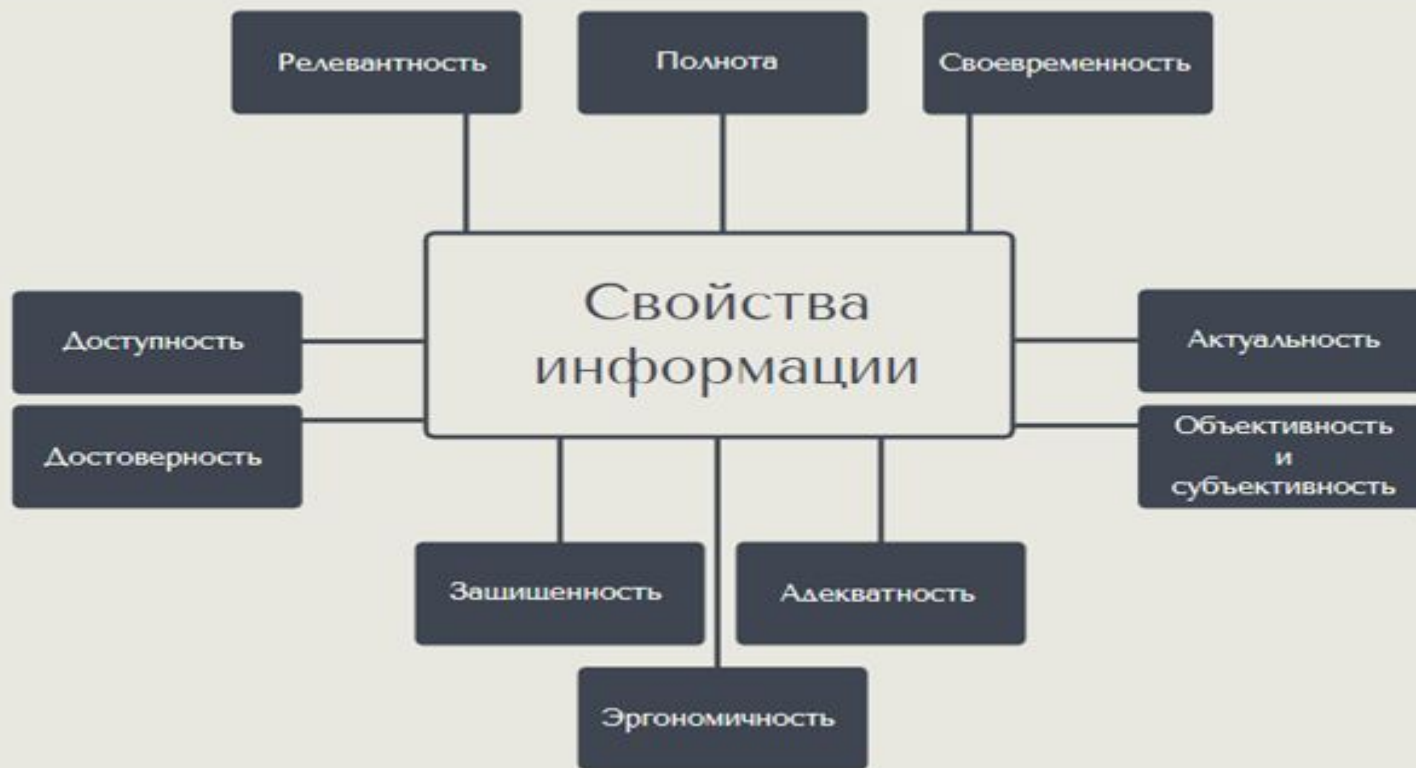 Релевантность
Полнота
Своевременность
Свойства
информации
Доступность
Актуальность
Достоверность
Объективность
и
субъективность
Защищенность
Адекватность
Эргономичность